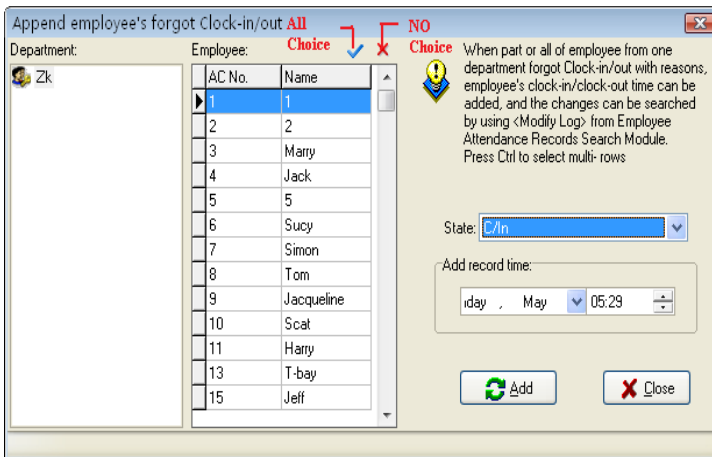 Append employee's forgot Clock-in/out
All
Choice
NO
Choice
Department:
Zk
Employee:
AC No. Name
1 1
2 2
3 Marry
4 Jack
5 5
6 Sucy
7 Simon
8 Tom
9 Jacqueline
10 Scat
11 Harry
13 T-bay
15 Jeff
When part or all of employee from one
department forgot Clock-in/out with reasons,
employee's clock-in/clock-out time can be
added, and the changes can be searched
by using <Modify Log> from Employee
Attendance Records Search Module.
Press Ctrl to select multi- rows
State: C/In
Add record time:
day , May 05:29
Add
Close